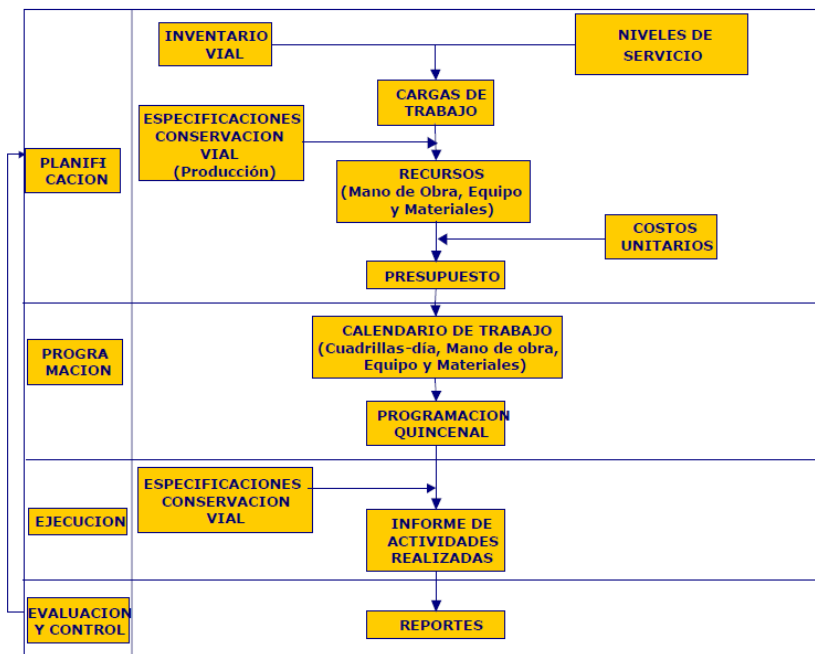 INVENTARIO
VIAL
NIVELES DE
SERVICIO
CARGAS DE
TRABAJO
ESPECIFICACIONES
CONSERVACION
VIAL
(Producción)
PLANIFI
CACION
RECURSOS
(Mano de Obra, Equipo
y Materiales)
COSTOS
UNITARIOS
PRESUPUESTO
PROGRA
MACION
CALENDARIO DE TRABAJO
(Cuadrillas-día, Mano de obra,
Equipo y Materiales)
PROGRAMACION
QUINCENAL
EJECUCION
ESPECIFICACIONES
CONSERVACION
VIAL
INFORME DE
ACTIVIDADES
REALIZADAS
EVALUACION
Y CONTROL
REPORTES